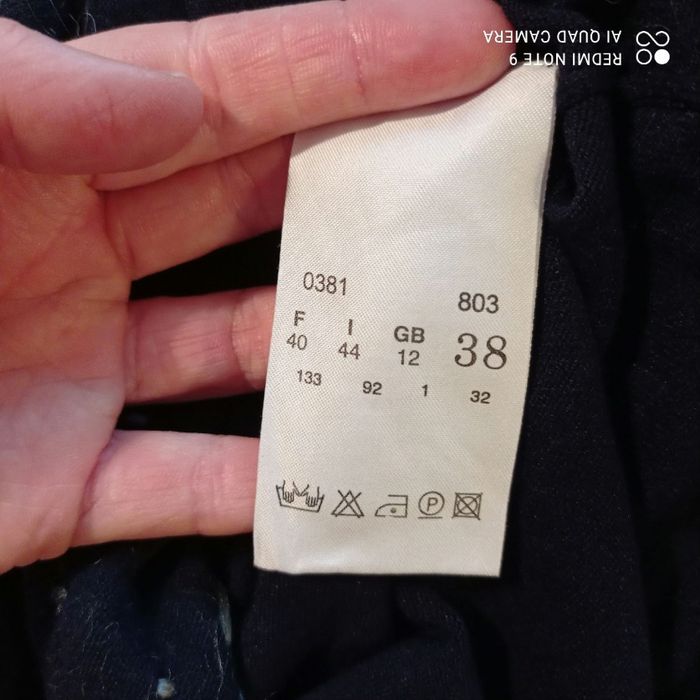 REDMI NOTE 9
AI QUAD CAMERA
0381 803
F I GB 38
40 44 12
133 92 1 32
P